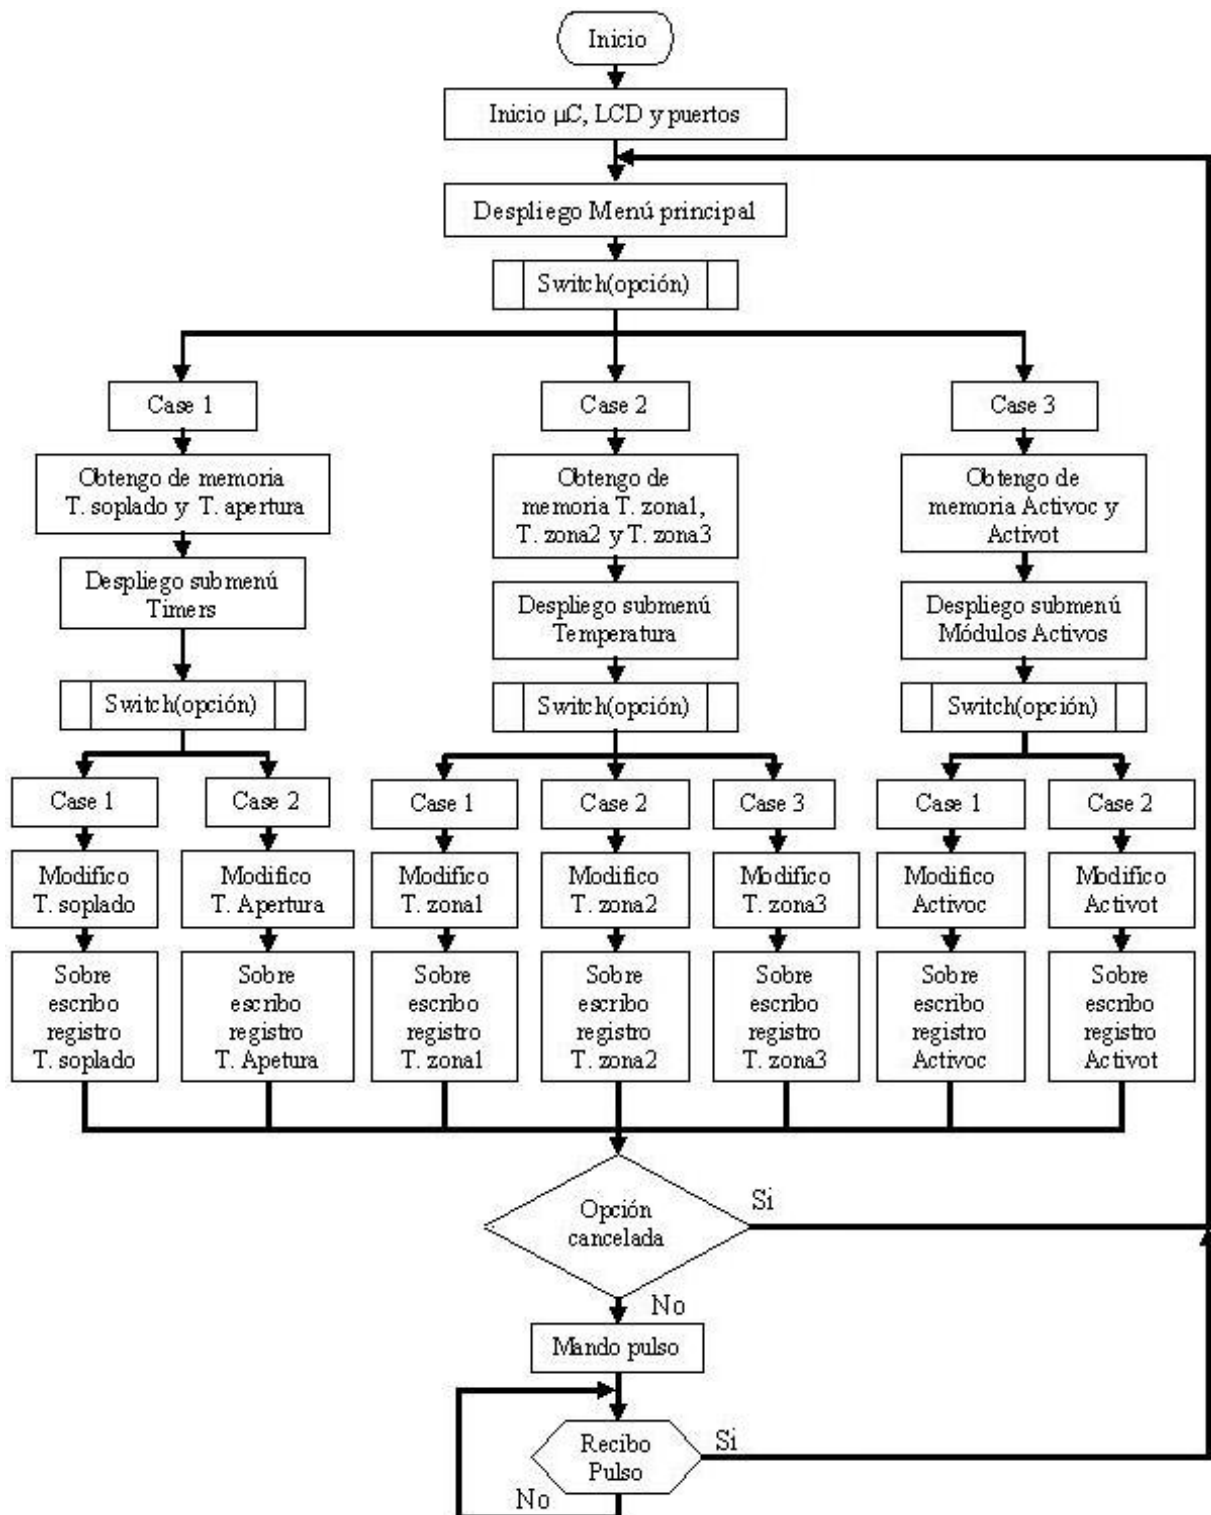 Inicio
Inicio µC, LCD y puertos
Despliego Menú principal
Switch(opción)
Case 1
Case 2
Case 3
Obtengo de memoria
T. soplado y T. apertura
Obtengo de
memoria T. zona1,
T. zona2 y T. zona3
Obtengo de
memoria Activoc y
Activot
Despliego submenú
Timers
Despliego submenú
Temperatura
Despliego submenú
Módulos Activos
Switch(opción)
Switch(opción)
Switch(opción)
Case 1
Case 2
Case 1
Case 2
Case 3
Case 1
Case 2
Modifico
T. soplado
Modifico
T. Apertura
Modifico
T. zona1
Modifico
T. zona2
Modifico
T. zona3
Modifico
Activoc
Modifico
Activot
Sobre
escribo
registro
T. soplado
Sobre
escribo
registro
T. Apetura
Sobre
escribo
registro
T. zona1
Sobre
escribo
registro
T. zona2
Sobre
escribo
registro
T. zona3
Sobre
escribo
registro
Activoc
Sobre
escribo
registro
Activot
Opción
cancelada
Si
No
Mando pulso
Recibo
Pulso
Si
No